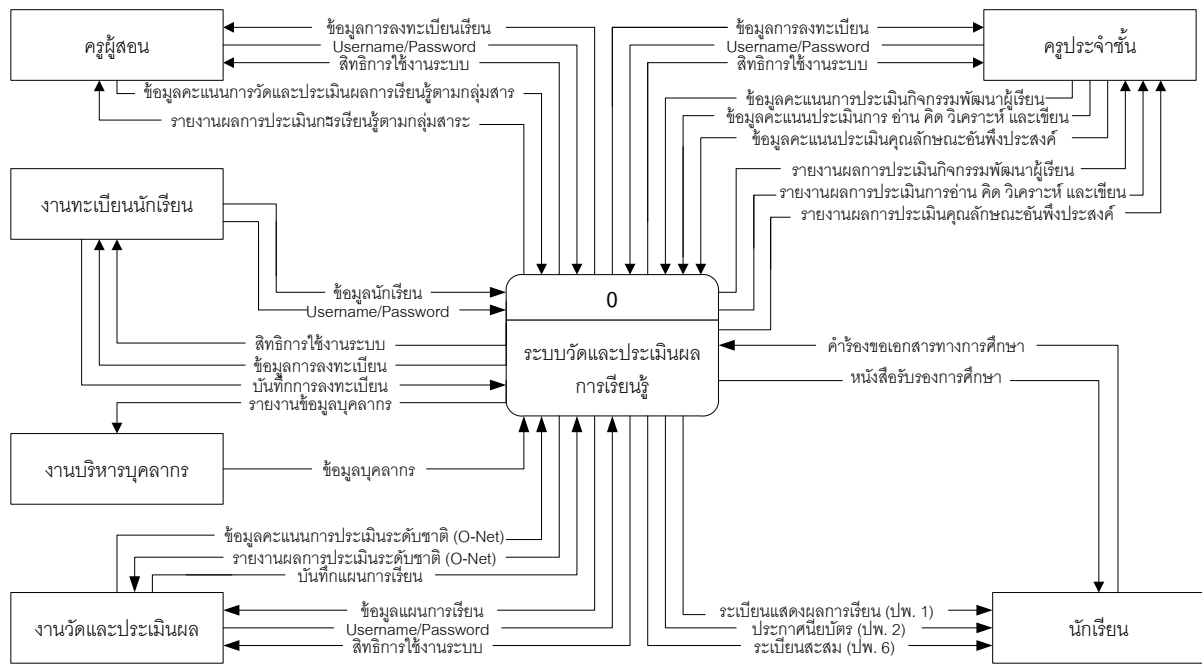 ครูผู้สอน
ข้อมูลการลงทะเบียนเรียน
Username/Password
สิทธิการใช้งานระบบ
ข้อมูลคะแนนการวัดและประเมินผลการเรียนรู้ตามกลุ่มสาร
รายงานผลการประเมินกะรเรียนรู้ตามกลุ่มสาระ
ข้อมูลการลงทะเบียน
Username/Password
สิทธิการใช้งานระบบ
ครูประจำชั้น
ข้อมูลคะแนนการประเมินกิจกรรมพัฒนาผู้เรียน
ข้อมูลคะแนนประเมินการ อ่าน คิด วิเคราะห์ และเขียน
ข้อมูลคะแนนประเมินคุณลักษณะอันพึงประสงค์
รายงานผลการประเมินกิจกรรมพัฒนาผู้เรียน
รายงานผลการประเมินการอ่าน คิด วิเคราะห์ และเขียน
รายงานผลการประเมินคุณลักษณะอันพึงประสงค์
งานทะเบียนนักเรียน
ข้อมูลนักเรียน
Username/Password
สิทธิการใช้งานระบบ
ข้อมูลการลงทะเบียน
บันทึกการลงทะเบียน
รายงานข้อมูลบุคลากร
0
ระบบวัดและประเมินผล
การเรียนรู้
คำร้องขอเอกสารทางการศึกษา
หนังสือรับรองการศึกษา
งานบริหารบุคลากร
ข้อมูลบุคลากร
ข้อมูลคะแนนการประเมินระดับชาติ (O-Net)
รายงานผลการประเมินระดับชาติ (O-Net)
บันทึกแผนการเรียน
งานวัดและประเมินผล
ข้อมูลแผนการเรียน
Username/Password
สิทธิการใช้งานระบบ
ระเบียนแสดงผลการเรียน (ปพ. 1)
ประกาศนียบัตร (ปพ. 2)
ระเบียนสะสม (ปพ. 6)
นักเรียน